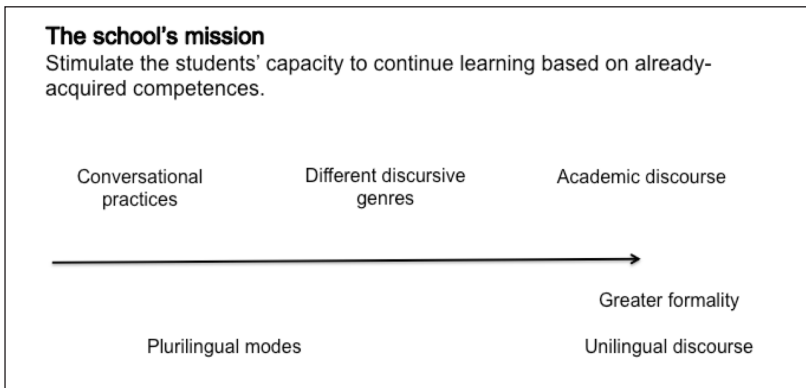 The school's mission
Stimulate the students' capacity to continue learning based on already-
acquired competences.
Conversational
practices
Different discursive
genres
Academic discourse
Greater formality
Plurilingual modes
Unilingual discourse